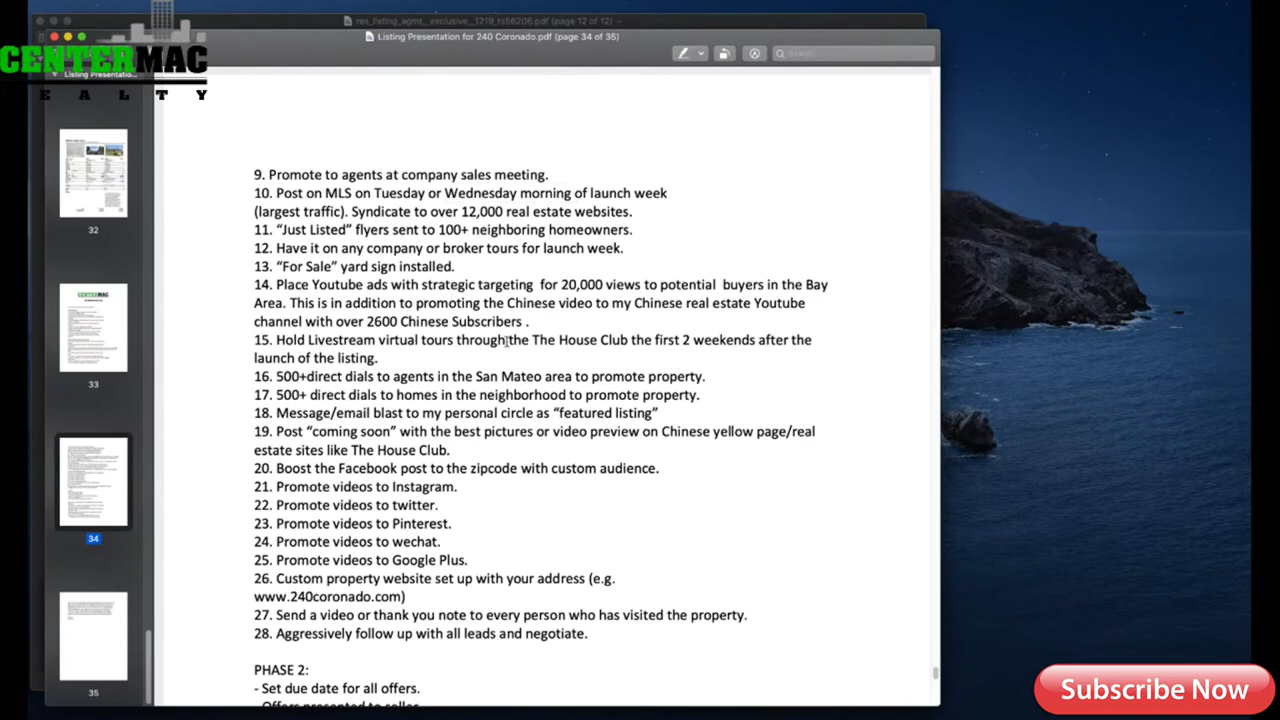 res_listing_agmt__exclusive_1219_ts56206.pdf (page 12 of 12)
Listing Presentation for 240 Coronado.pdf (page 34 of 35)
Search
CENTERMAC
Listing Presentatio...
E A L T Y
32
33
34
35
9. Promote to agents at company sales meeting.
10. Post on MLS on Tuesday or Wednesday morning of launch week
(largest traffic). Syndicate to over 12,000 real estate websites.
11. “Just Listed” flyers sent to 100+ neighboring homeowners.
12. Have it on any company or broker tours for launch week.
13. “For Sale” yard sign installed.
14. Place Youtube ads with strategic targeting for 20,000 views to potential buyers in the Bay
Area. This is in addition to promoting the Chinese video to my Chinese real estate Youtube
channel with over 2600 Chinese Subscribers .
15. Hold Livestream virtual tours through the The House Club the first 2 weekends after the
launch of the listing.
16. 500+direct dials to agents in the San Mateo area to promote property.
17. 500+ direct dials to homes in the neighborhood to promote property.
18. Message/email blast to my personal circle as “featured listing”
19. Post “coming soon” with the best pictures or video preview on Chinese yellow page/real
estate sites like The House Club.
20. Boost the Facebook post to the zipcode with custom audience.
21. Promote videos to Instagram.
22. Promote videos to twitter.
23. Promote videos to Pinterest.
24. Promote videos to wechat.
25. Promote videos to Google Plus.
26. Custom property website set up with your address (e.g.
www.240coronado.com)
27. Send a video or thank you note to every person who has visited the property.
28. Aggressively follow up with all leads and negotiate.
PHASE 2:
- Set due date for all offers.
- Offers presented to seller.
Subscribe Now